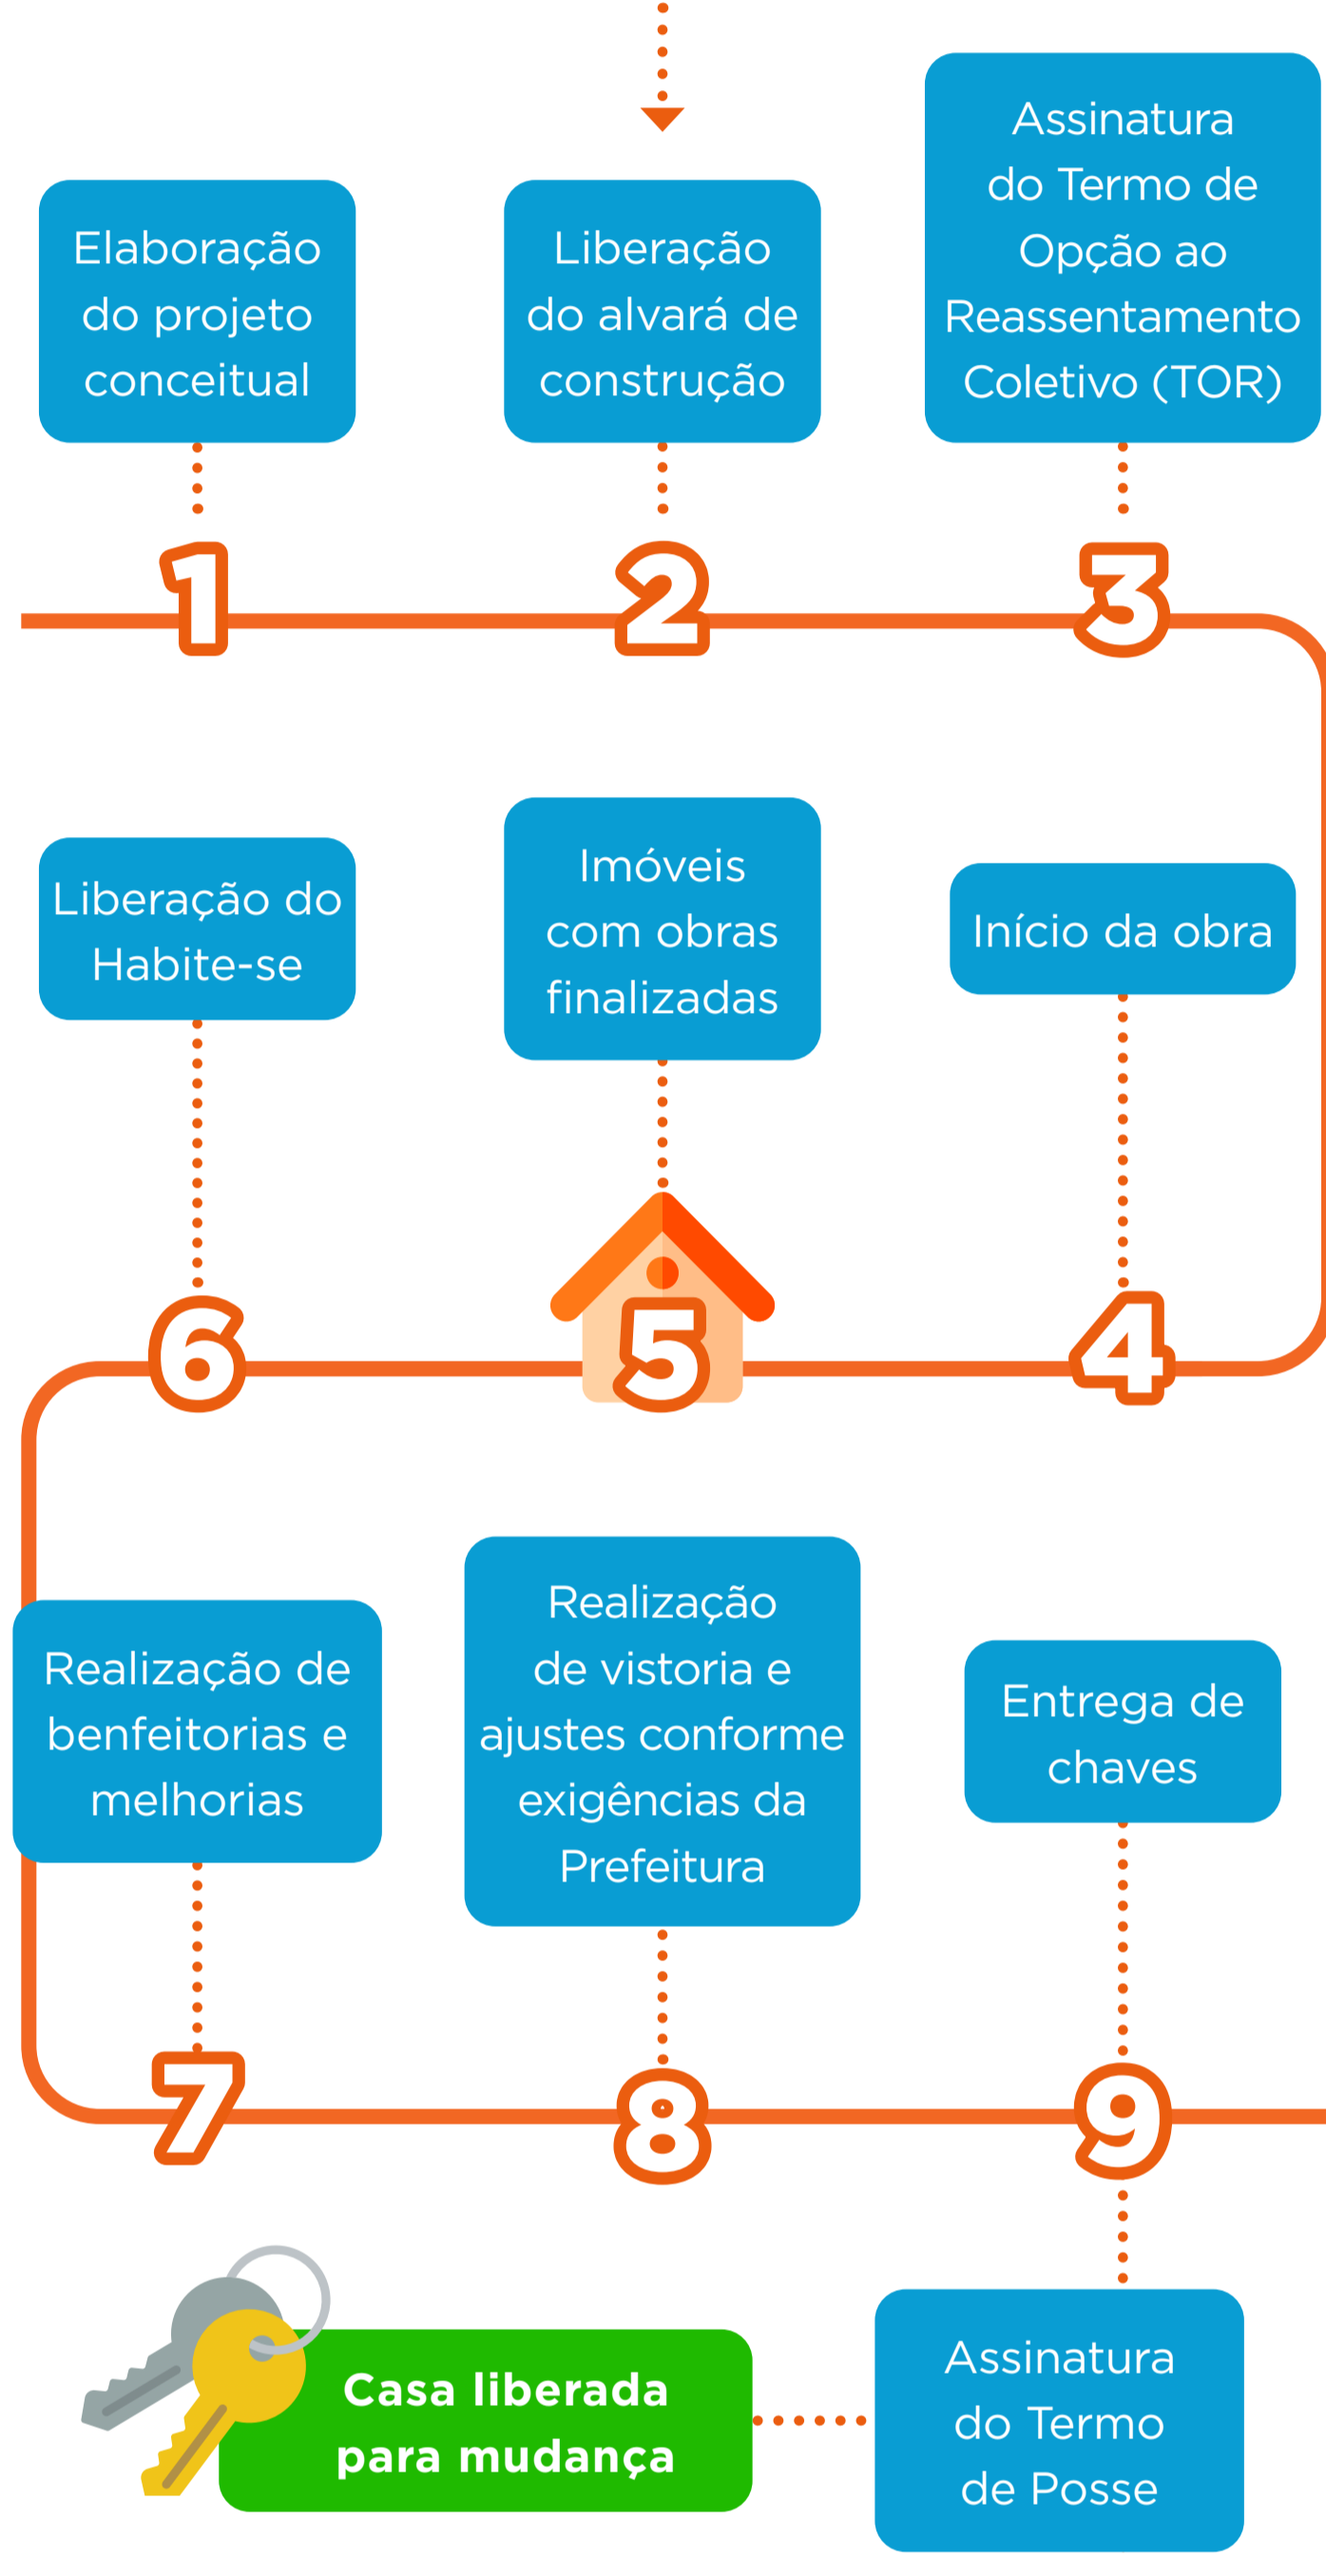 Elaboração
do projeto
conceitual
1
Liberação
do alvará de
construção
2
Assinatura
do Termo de
Opção ao
Reassentamento
Coletivo (TOR)
3
Início da obra
4
Imóveis
com obras
finalizadas
5
Liberação do
Habite-se
6
Realização de
benfeitorias e
melhorias
7
Realização
de vistoria e
ajustes conforme
exigências da
Prefeitura
8
Entrega de
chaves
9
Assinatura
do Termo
de Posse
Casa liberada
para mudança